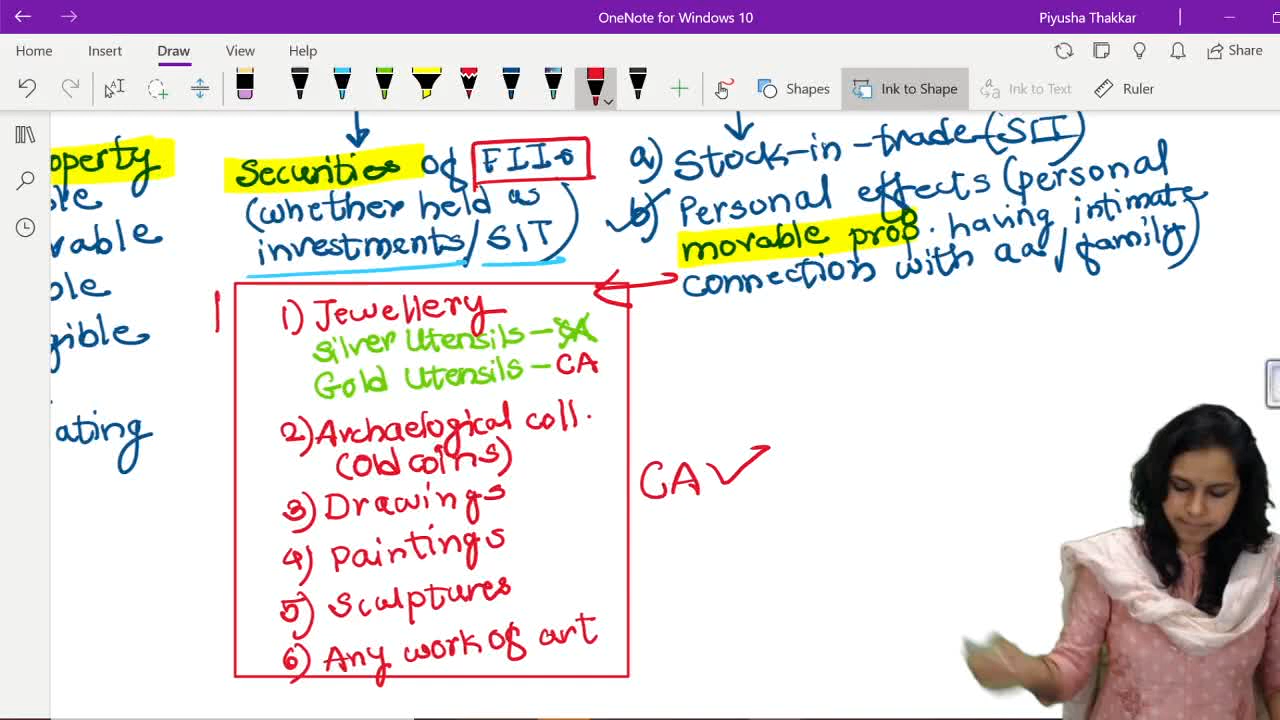 OneNote for Windows 10
Piyusha Thakkar
Home Insert Draw View Help
Share
Shapes
Ink to Shape
Ink to Text
Ruler
operty
vable
ble
gible
ating
Securities of FIIs
(whether held as
investments/SIT)
a) Stock-in-trade (SIT)
b) Personal effects (personal
movable prop. having intimate
connection with aa/family)
1) Jewellery
Silver Utensils -
Gold Utensils - CA
2) Archaelogical coll.
(Old coins)
3) Drawings
4) Paintings
5) Sculptures
6) Any work of art
CA ✓